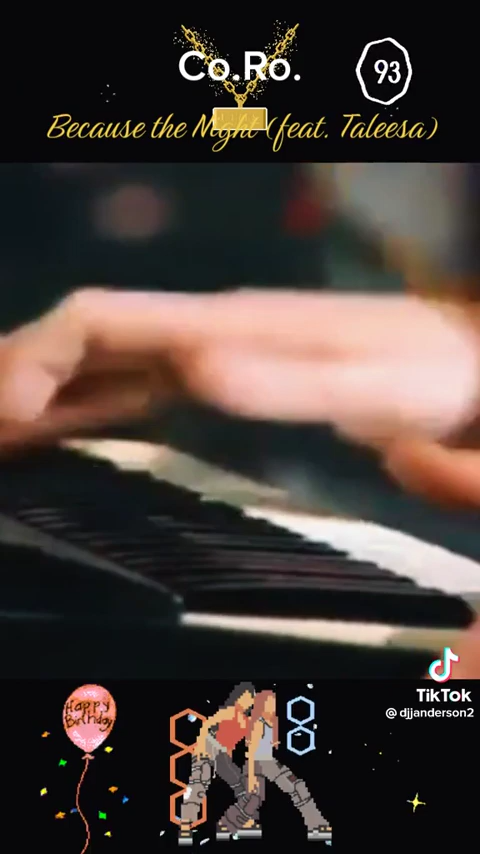 Co.Ro.
93
Because the Night (feat. Taleesa)
Happy
Birthday
TikTok
@ djjanderson2